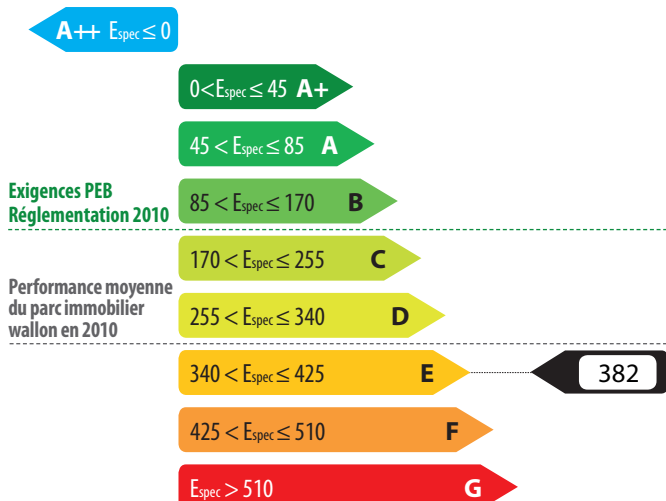 A++ Espec ≤ 0
0<Espec ≤ 45 A+
45 < Espec ≤ 85 A
Exigences PEB
Réglementation 2010
85 < Espec ≤ 170 B
170 < Espec ≤ 255 C
Performance moyenne
du parc immobilier
wallon en 2010
255 < Espec ≤ 340 D
340 < Espec ≤ 425 E
382
425 < Espec ≤ 510 F
Espec > 510 G